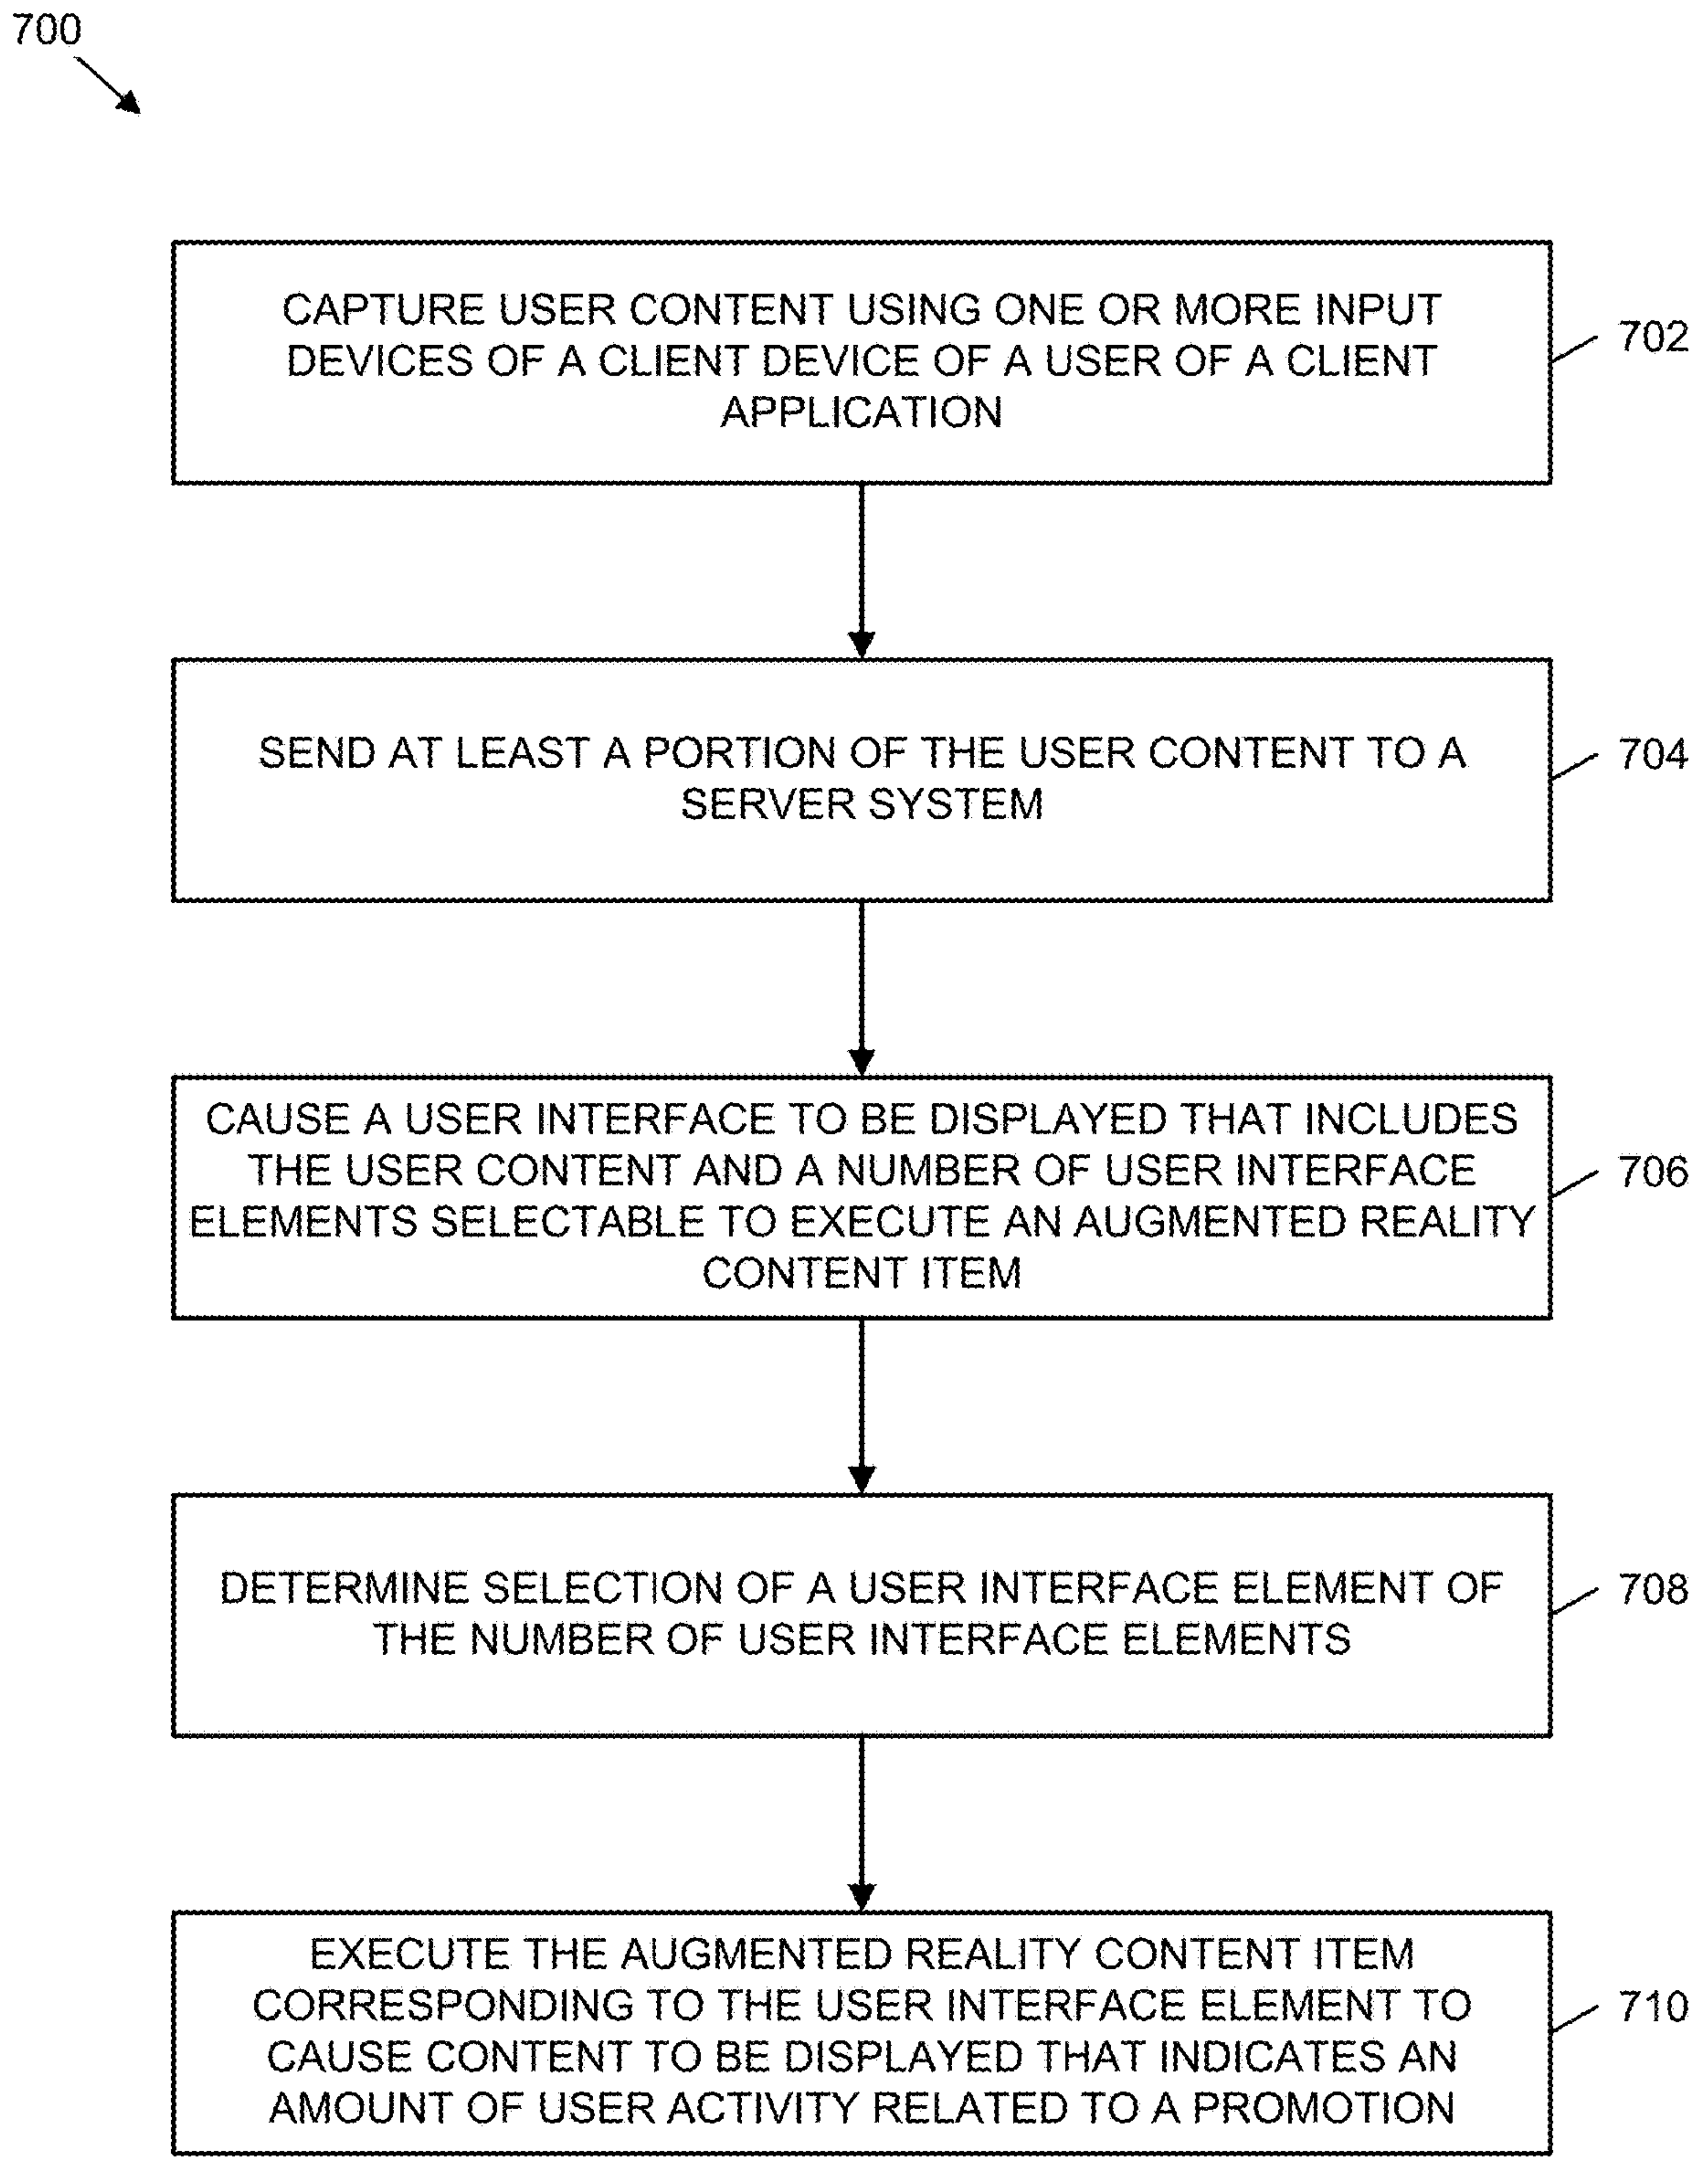 700
CAPTURE USER CONTENT USING ONE OR MORE INPUT
DEVICES OF A CLIENT DEVICE OF A USER OF A CLIENT
APPLICATION
702
SEND AT LEAST A PORTION OF THE USER CONTENT TO A
SERVER SYSTEM
704
CAUSE A USER INTERFACE TO BE DISPLAYED THAT INCLUDES
THE USER CONTENT AND A NUMBER OF USER INTERFACE
ELEMENTS SELECTABLE TO EXECUTE AN AUGMENTED REALITY
CONTENT ITEM
706
DETERMINE SELECTION OF A USER INTERFACE ELEMENT OF
THE NUMBER OF USER INTERFACE ELEMENTS
708
EXECUTE THE AUGMENTED REALITY CONTENT ITEM
CORRESPONDING TO THE USER INTERFACE ELEMENT TO
CAUSE CONTENT TO BE DISPLAYED THAT INDICATES AN
AMOUNT OF USER ACTIVITY RELATED TO A PROMOTION
710